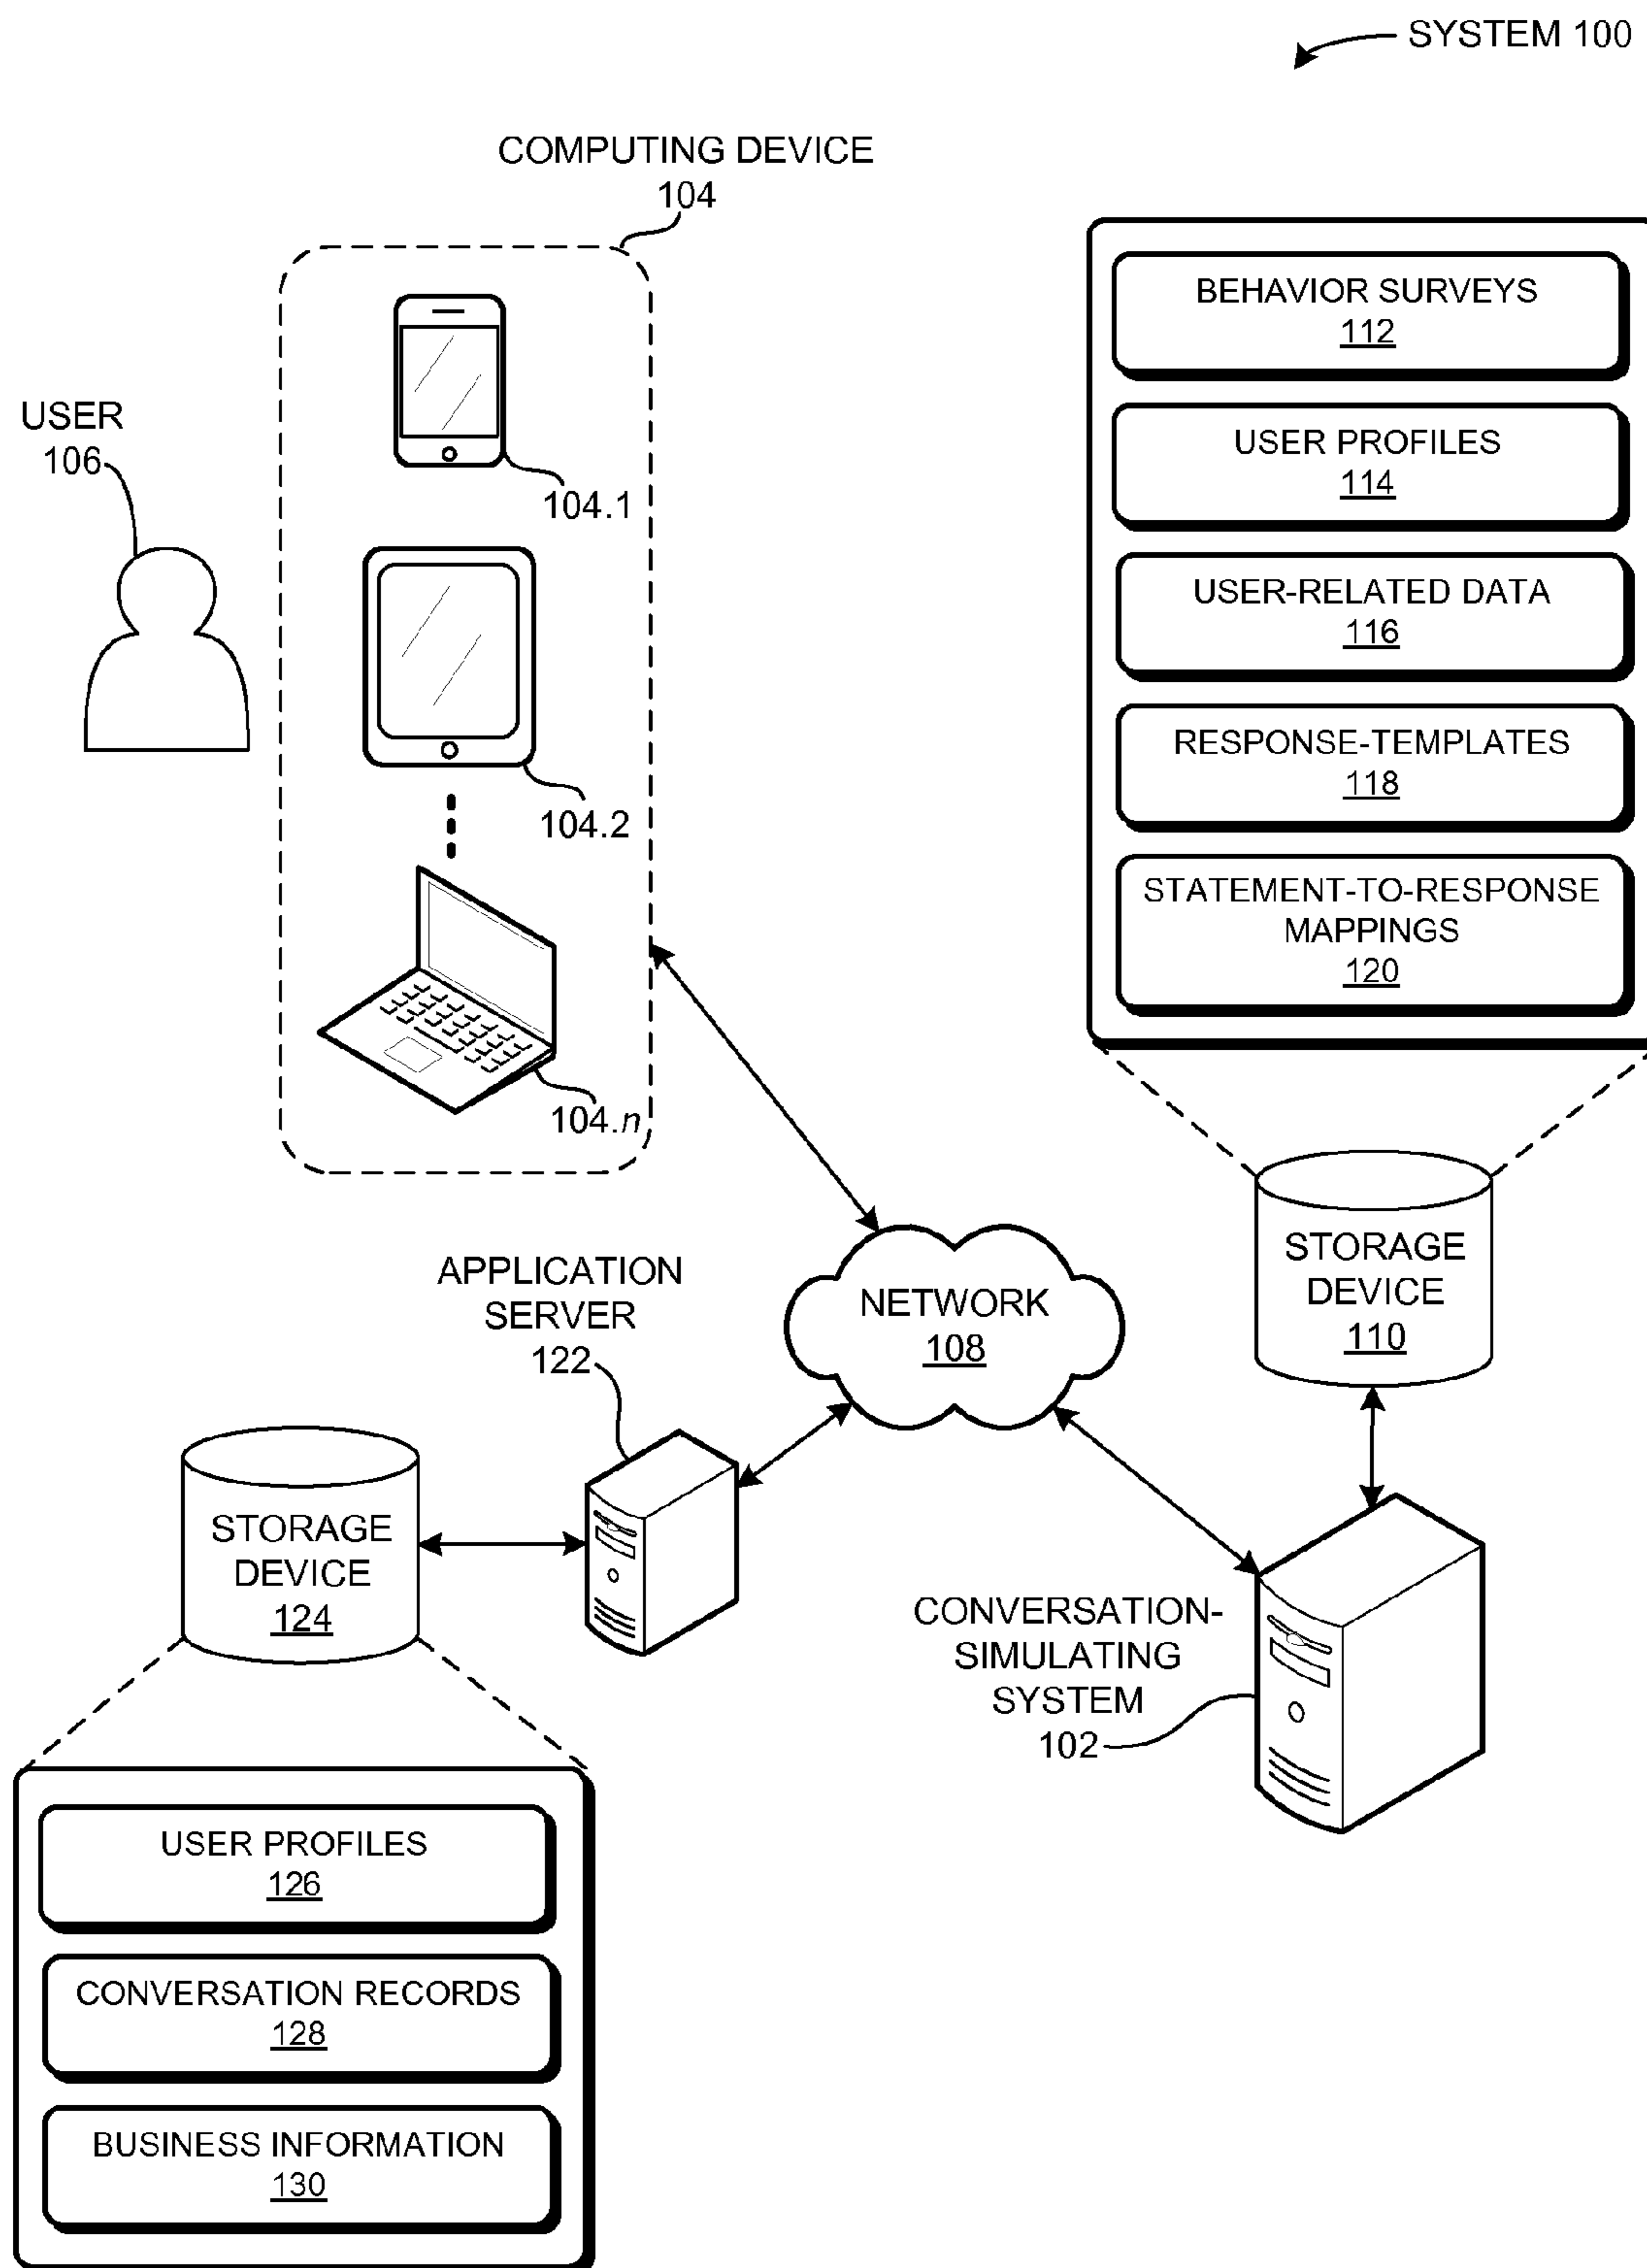 SYSTEM 100
COMPUTING DEVICE
104
USER
106
104.1
104.2
104.n
BEHAVIOR SURVEYS
112
USER PROFILES
114
USER-RELATED DATA
116
RESPONSE-TEMPLATES
118
STATEMENT-TO-RESPONSE
MAPPINGS
120
STORAGE
DEVICE
110
NETWORK
108
APPLICATION
SERVER
122
STORAGE
DEVICE
124
CONVERSATION-
SIMULATING
SYSTEM
102
USER PROFILES
126
CONVERSATION RECORDS
128
BUSINESS INFORMATION
130